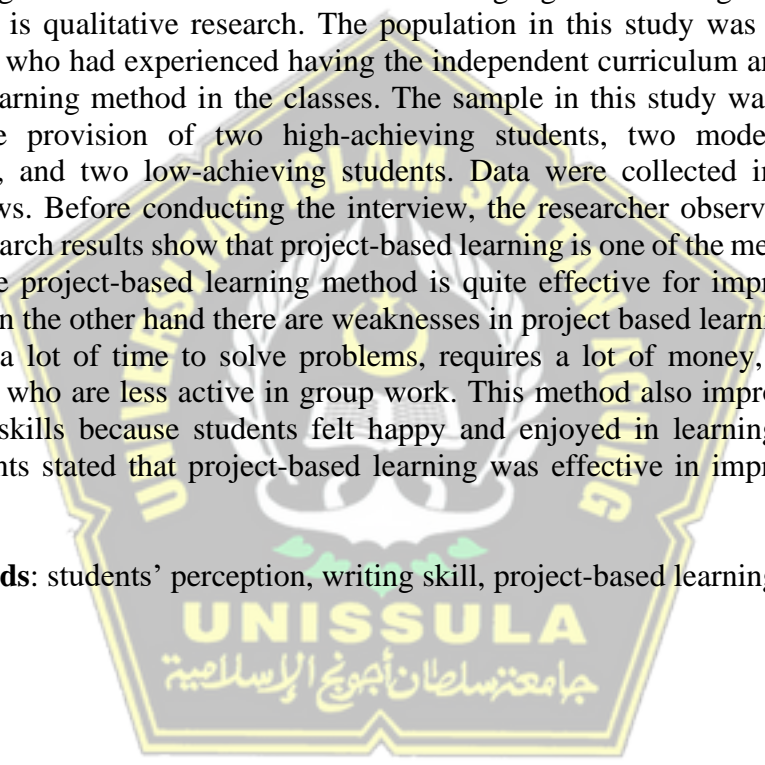 is qualitative research. The population in this study was
who had experienced having the independent curriculum an
arning method in the classes. The sample in this study wa
e provision of two high-achieving students, two mode
, and two low-achieving students. Data were collected in
ws. Before conducting the interview, the researcher observ
arch results show that project-based learning is one of the me
e project-based learning method is quite effective for impr
n the other hand there are weaknesses in project based learni
a lot of time to solve problems, requires a lot of money,
who are less active in group work. This method also impro
skills because students felt happy and enjoyed in learning
nts stated that project-based learning was effective in impr
ds: students’ perception, writing skill, project-based learning
UNIVERSITAS ISLAM SULTAN AGUNG
UNISSULA
جامعة سلطان أجونج الإسلامية